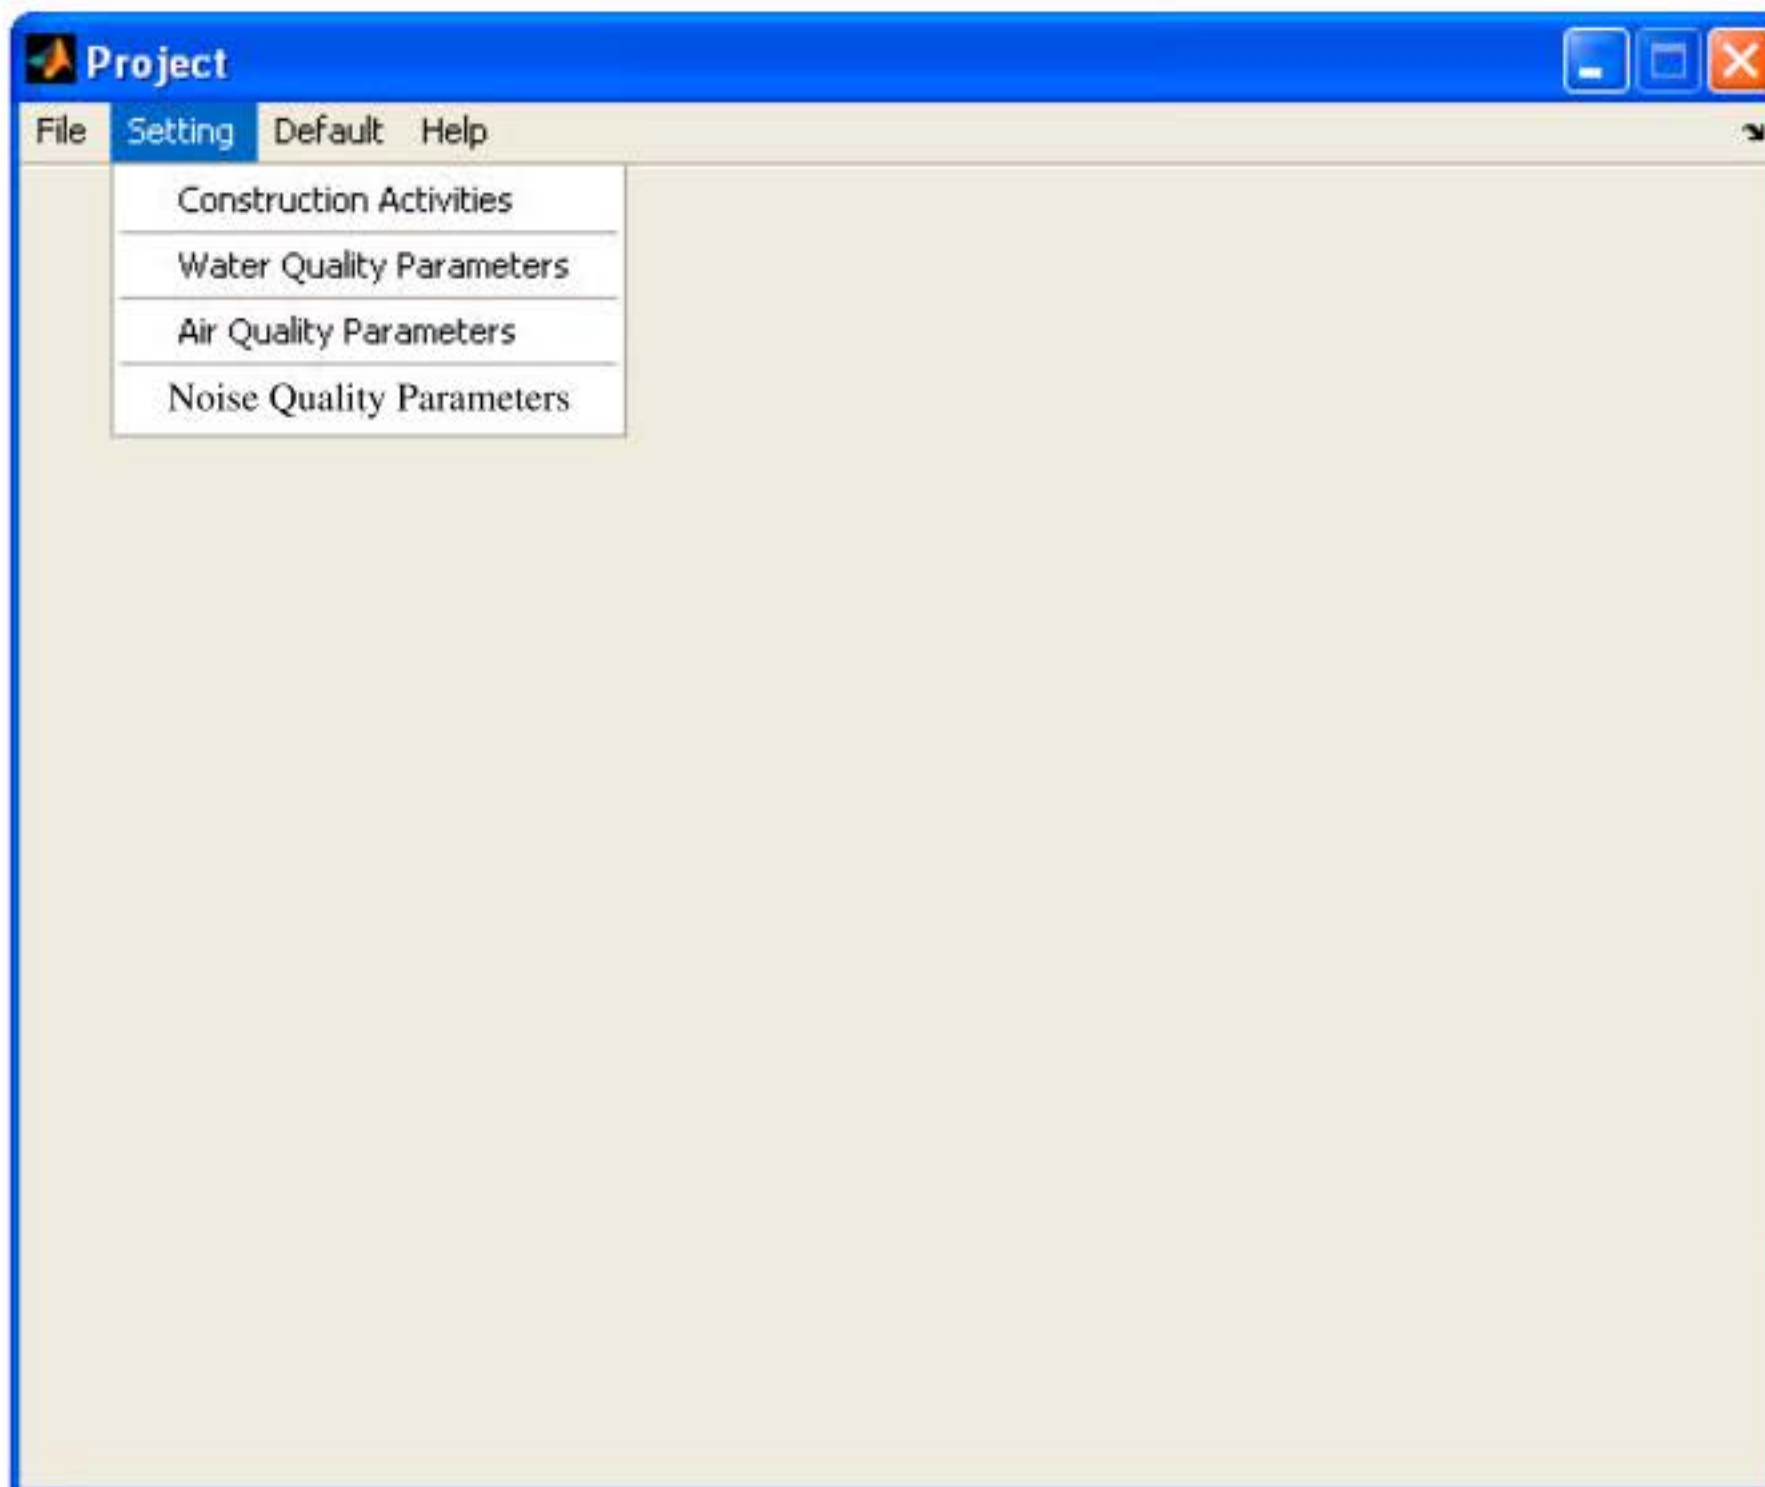 Project
File Setting Default Help
Construction Activities
Water Quality Parameters
Air Quality Parameters
Noise Quality Parameters